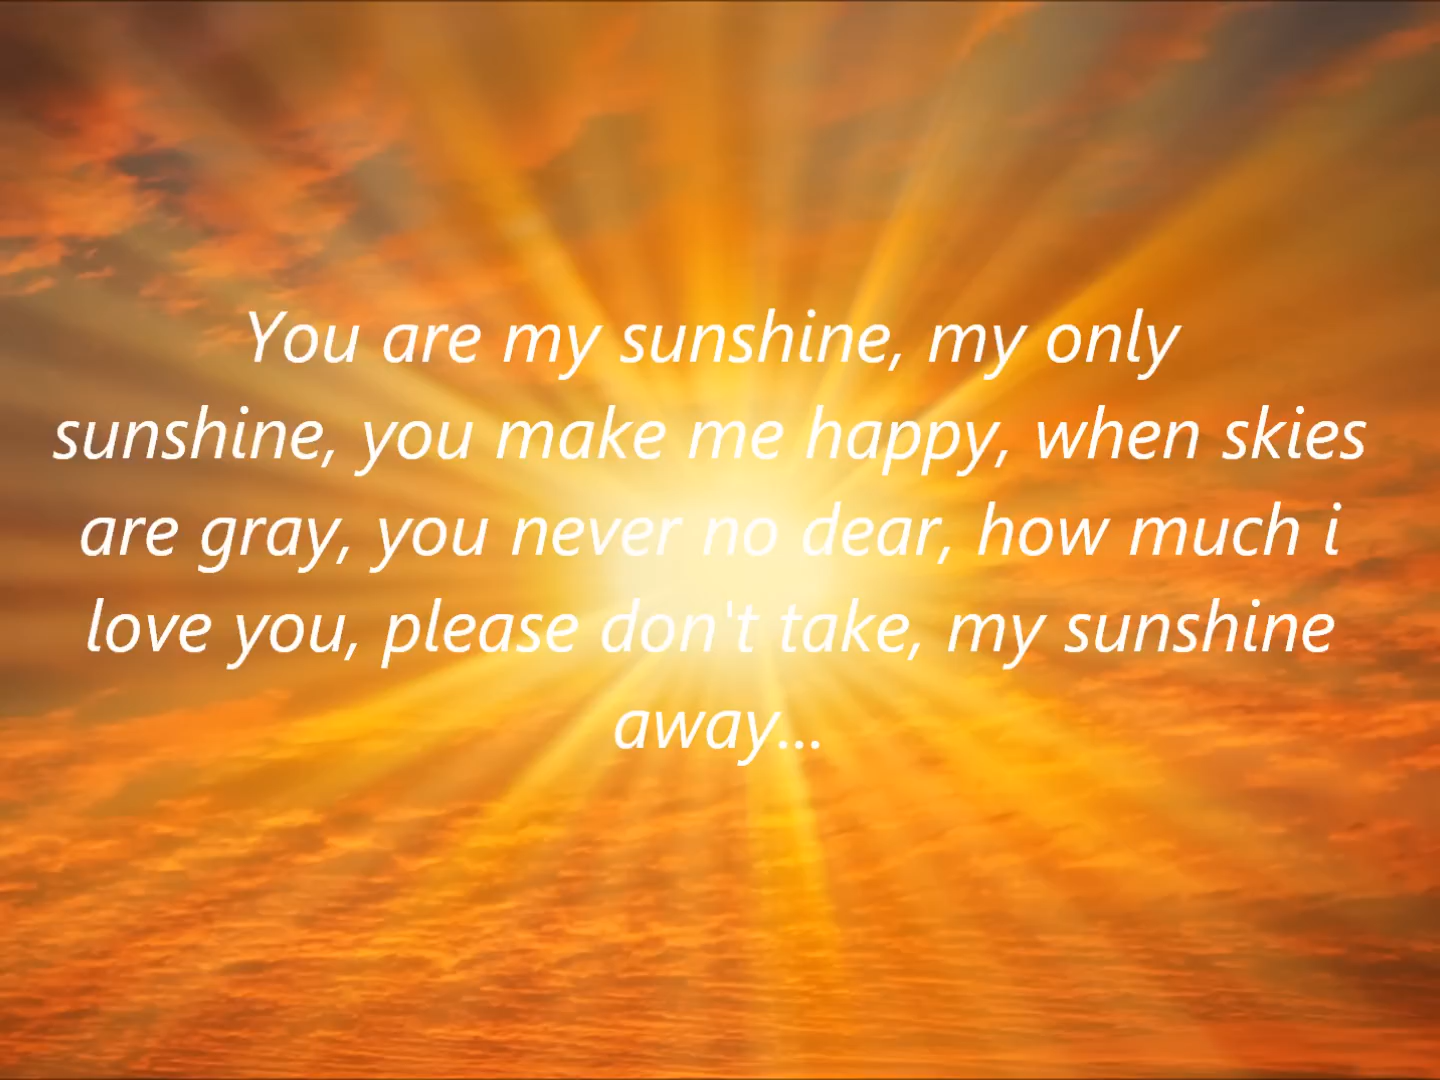 You are my sunshine, my only
sunshine, you make me happy, when skies
are gray, you never no dear, how much i
love you, please don't take, my sunshine
away...